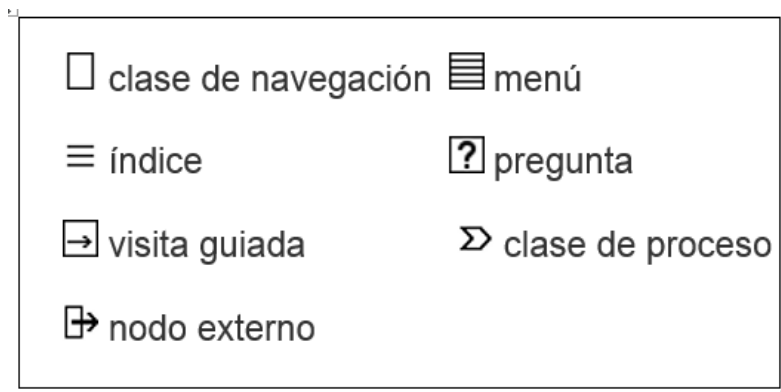 clase de navegación menú
índice ? pregunta
visita guiada clase de proceso
nodo externo